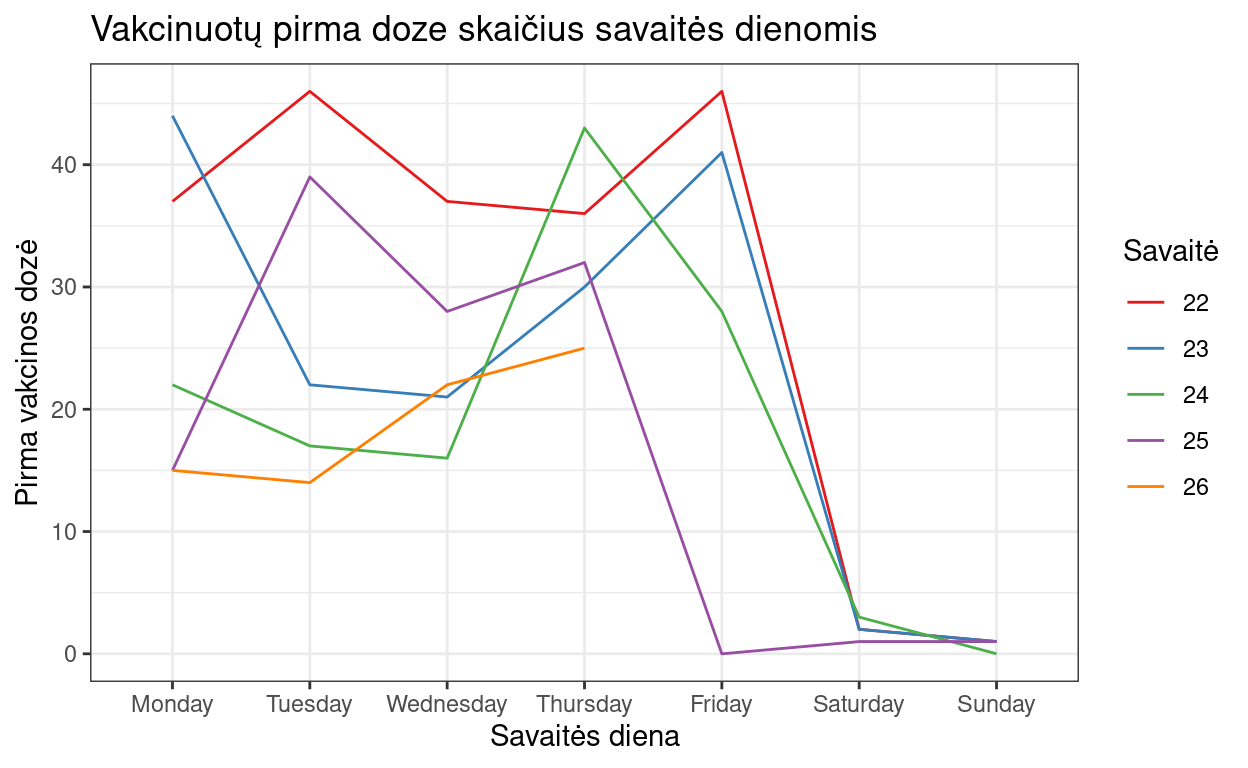 Vakcinuotų pirma doze skaičius savaitės dienomis
Pirma vakcinos dozė
40
30
20
10
0
Monday Tuesday Wednesday Thursday Friday Saturday Sunday
Savaitės diena
Savaitė
22
23
24
25
26